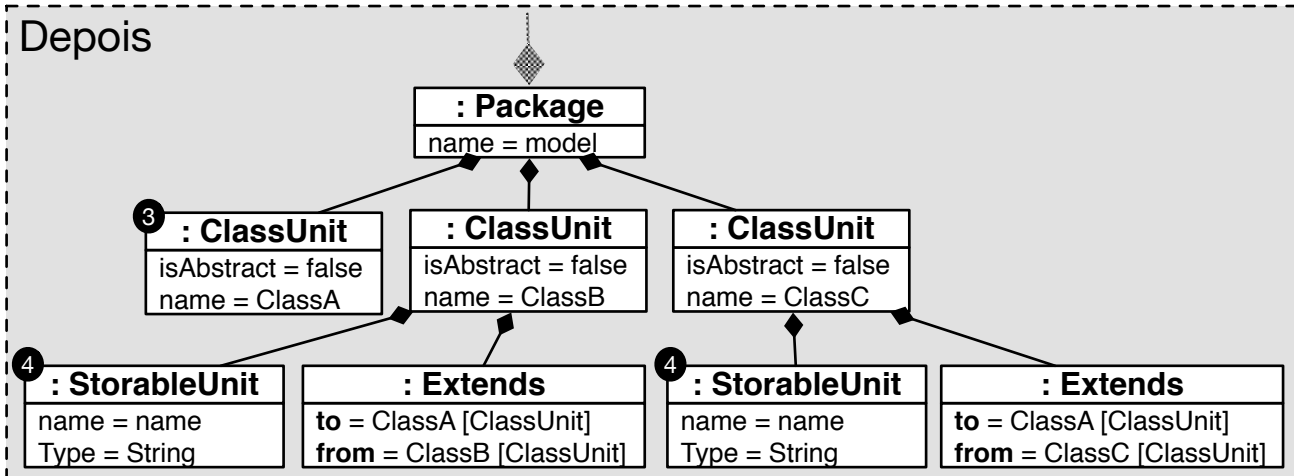 Depois
: Package
name = model
3
: ClassUnit
isAbstract = false
name = ClassA
: ClassUnit
isAbstract = false
name = ClassB
: ClassUnit
isAbstract = false
name = ClassC
4
: StorableUnit
name = name
Type = String
: Extends
to = ClassA [ClassUnit]
from = ClassB [ClassUnit]
4
: StorableUnit
name = name
Type = String
: Extends
to = ClassA [ClassUnit]
from = ClassC [ClassUnit]